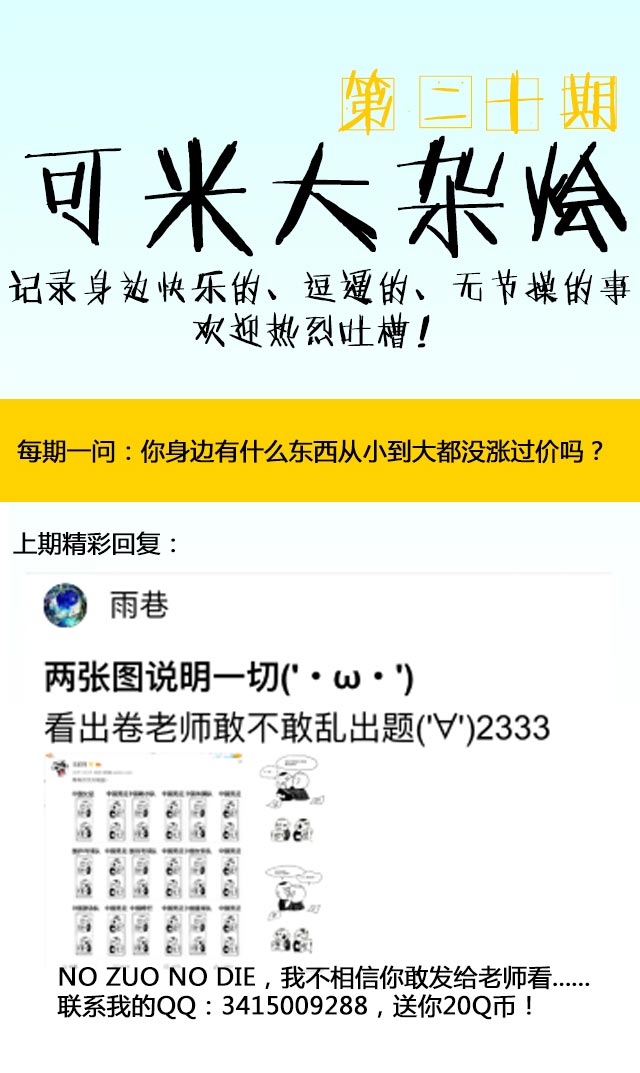 第二十期
可米大杂烩
记录身边快乐的、逗逼的、无节操的事
欢迎热烈吐槽！
每期一问：你身边有什么东西从小到大都没涨过价吗？
上期精彩回复：
雨巷
两张图说明一切('・ω・')
看出卷老师敢不敢乱出题('∀')2333
NO ZUO NO DIE，我不相信你敢发给老师看......
联系我的QQ：3415009288，送你20Q币！